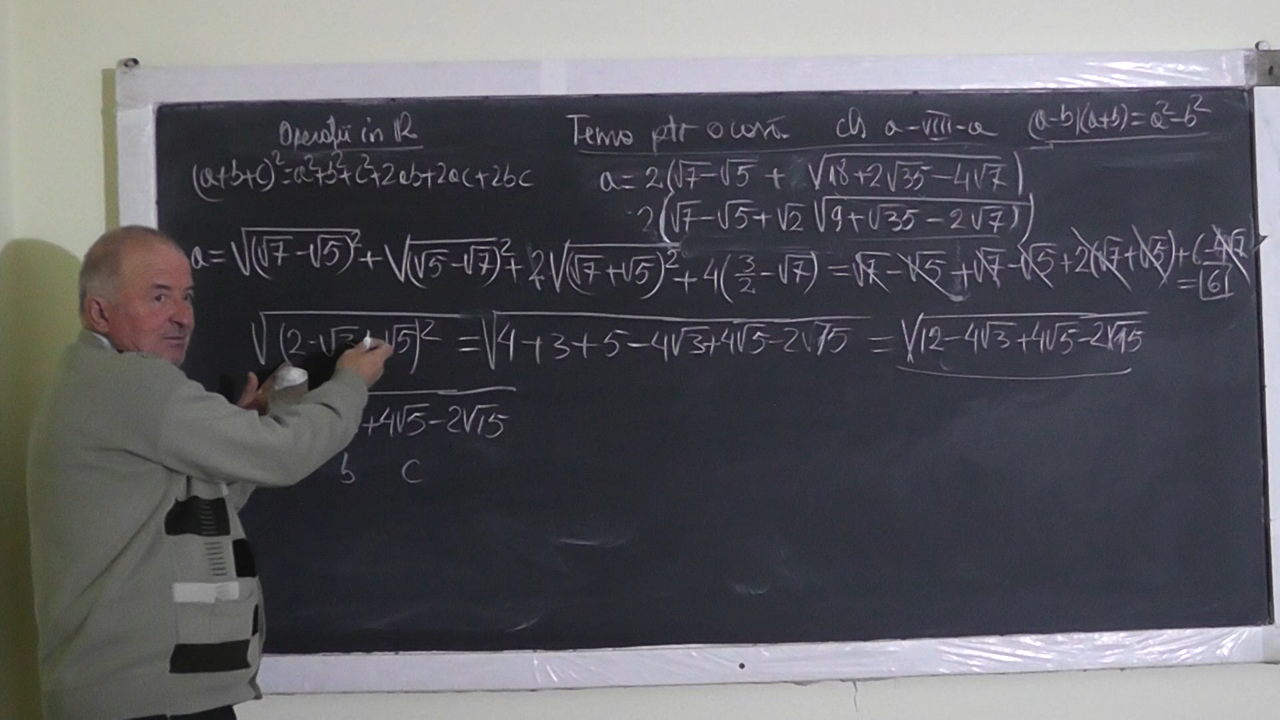 Operații in R
Temă ptr acasă cls a-VIII-a (a-b)(a+b)=a²-b²
(a+b+c)²=a²+b²+c²+2ab+2ac+2bc
a=2(√7-√5+√(18+2√35-4√7))
2(√7-√5+√2√(9+√35-2√7))
a=√(√7-√5)²+√(√5-√7)²+2√(√7+√5)²+4(3/2-√7)=√7-√5+√7-√5+2(√7+√5)+6-4√7
=6
√(2-√3+√5)²=√4+3+5-4√3+4√5-2√15=√12-4√3+4√5-2√15
+4√5-2√15
b c